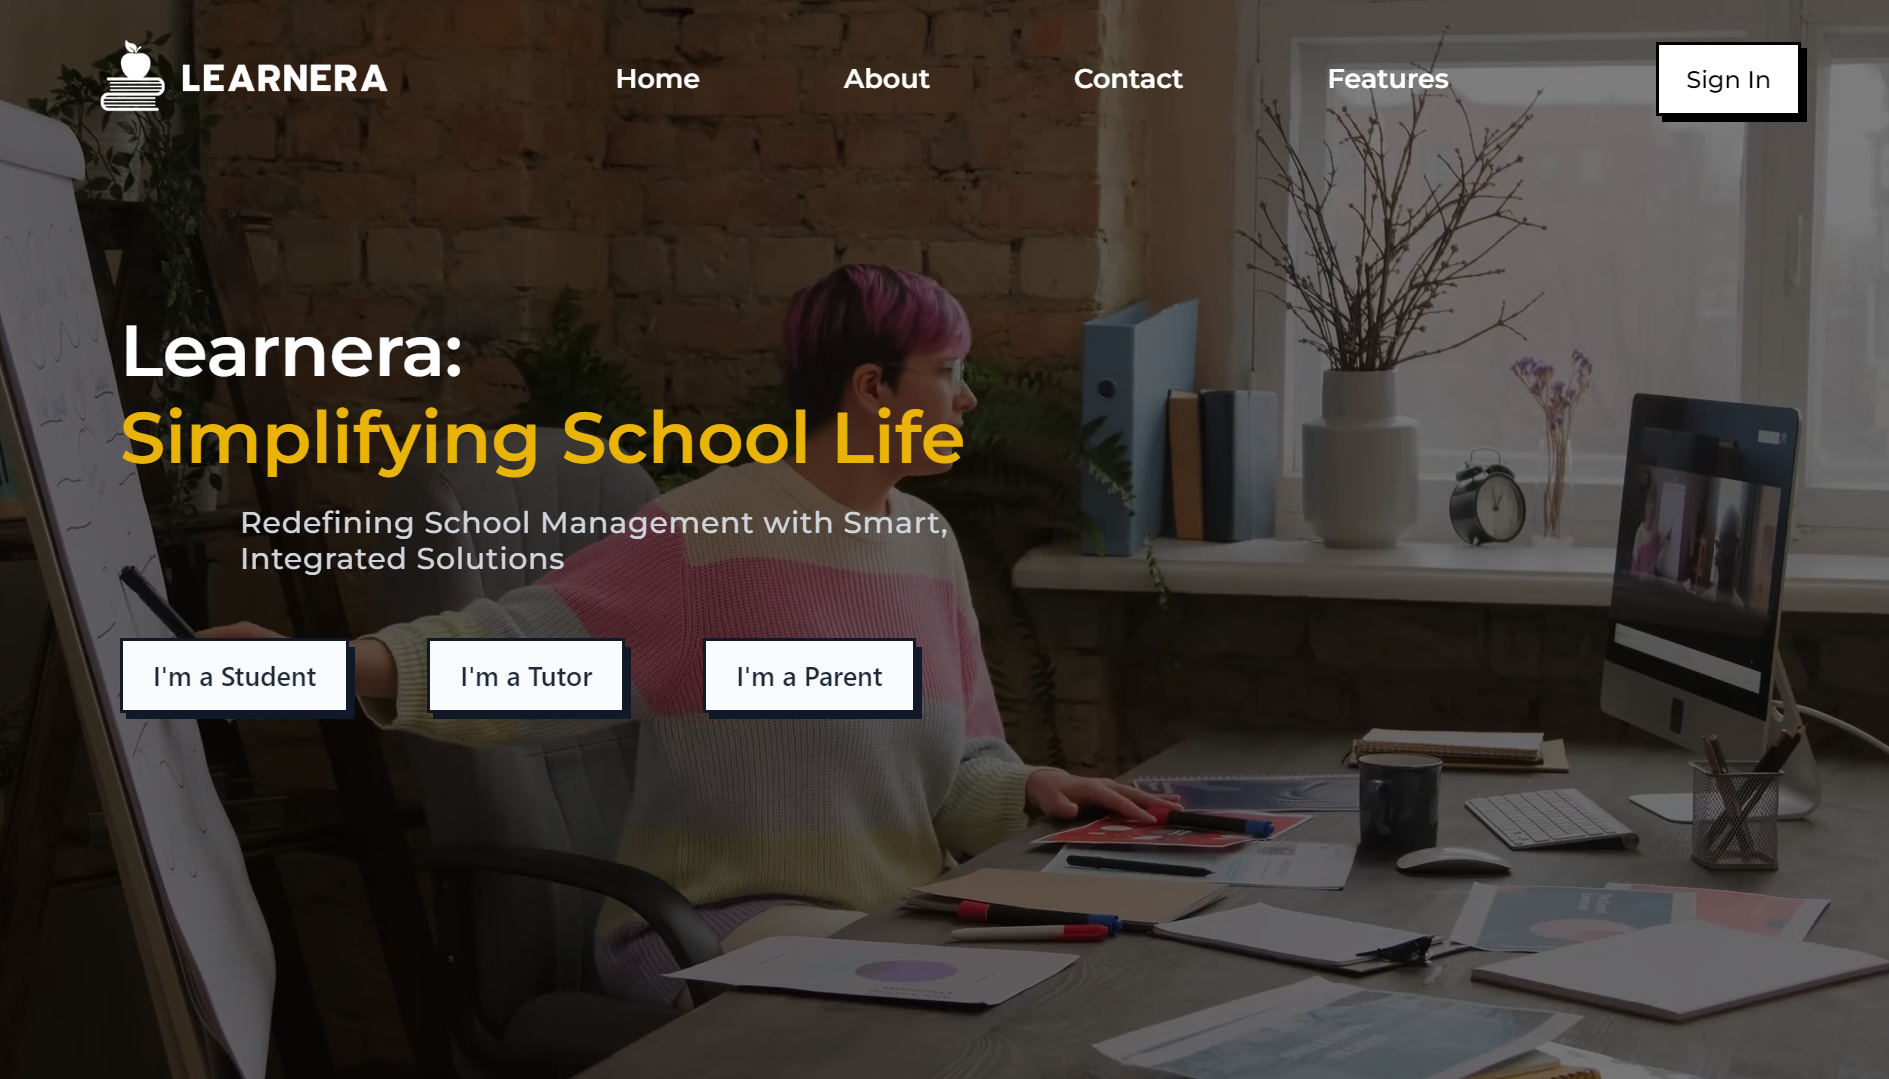 LEARNERA
Home
About
Contact
Features
Sign In
Learnera:
Simplifying School Life
Redefining School Management with Smart,
Integrated Solutions
I'm a Student
I'm a Tutor
I'm a Parent